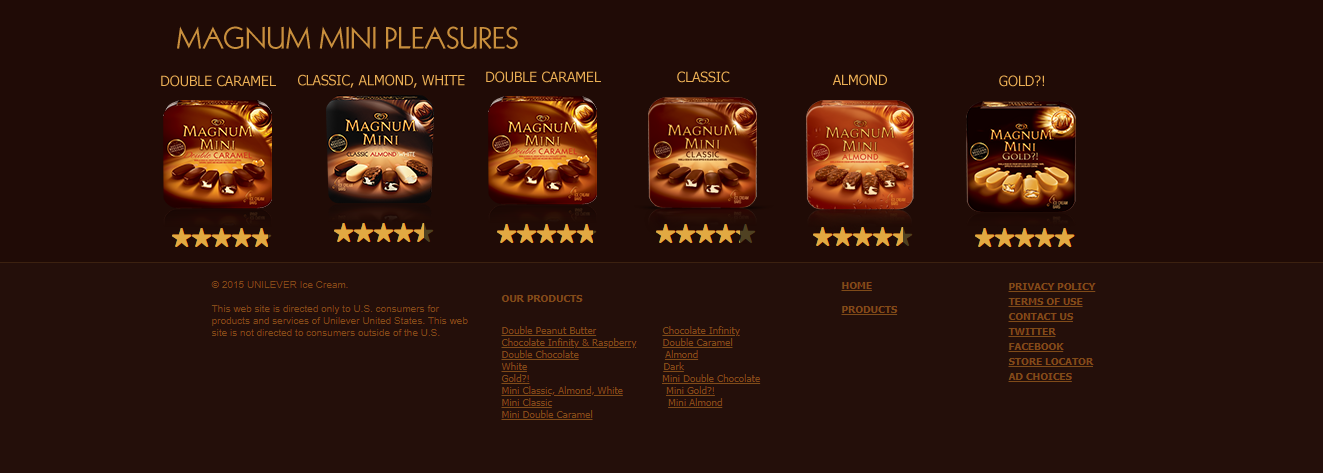 MAGNUM MINI PLEASURES
DOUBLE CARAMEL
CLASSIC, ALMOND, WHITE
DOUBLE CARAMEL
CLASSIC
ALMOND
GOLD?!
MAGNUM
MINI
Double CARAMEL
MAGNUM
MINI
CLASSIC ALMOND WHITE
MAGNUM
MINI
Double CARAMEL
MAGNUM
MINI
CLASSIC
MAGNUM
MINI
ALMOND
MAGNUM
MINI
GOLD?!
© 2015 UNILEVER Ice Cream.
This web site is directed only to U.S. consumers for
products and services of Unilever United States. This web
site is not directed to consumers outside of the U.S.
OUR PRODUCTS
Double Peanut Butter
Chocolate Infinity & Raspberry
Double Chocolate
White
Gold?!
Mini Classic, Almond, White
Mini Classic
Mini Double Caramel
Chocolate Infinity
Double Caramel
Almond
Dark
Mini Double Chocolate
Mini Gold?!
Mini Almond
HOME
PRODUCTS
PRIVACY POLICY
TERMS OF USE
CONTACT US
TWITTER
FACEBOOK
STORE LOCATOR
AD CHOICES